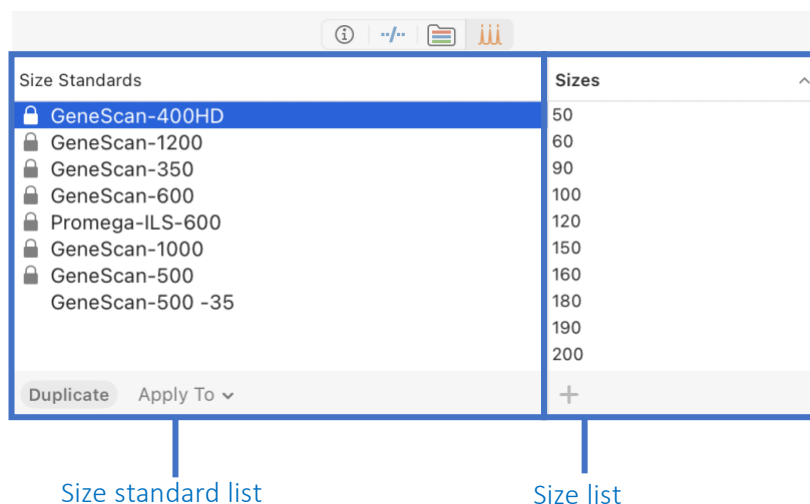 Size Standards
GeneScan-400HD
GeneScan-1200
GeneScan-350
GeneScan-600
Promega-ILS-600
GeneScan-1000
GeneScan-500
GeneScan-500 -35
Duplicate Apply To
Sizes
50
60
90
100
120
150
160
180
190
200
+
Size standard list
Size list